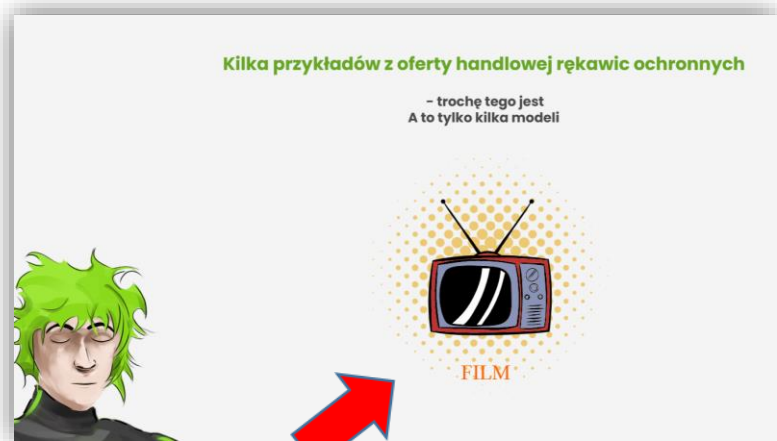 Kilka przykładów z oferty handlowej rękawic ochronnych
- trochę tego jest
A to tylko kilka modeli
FILM